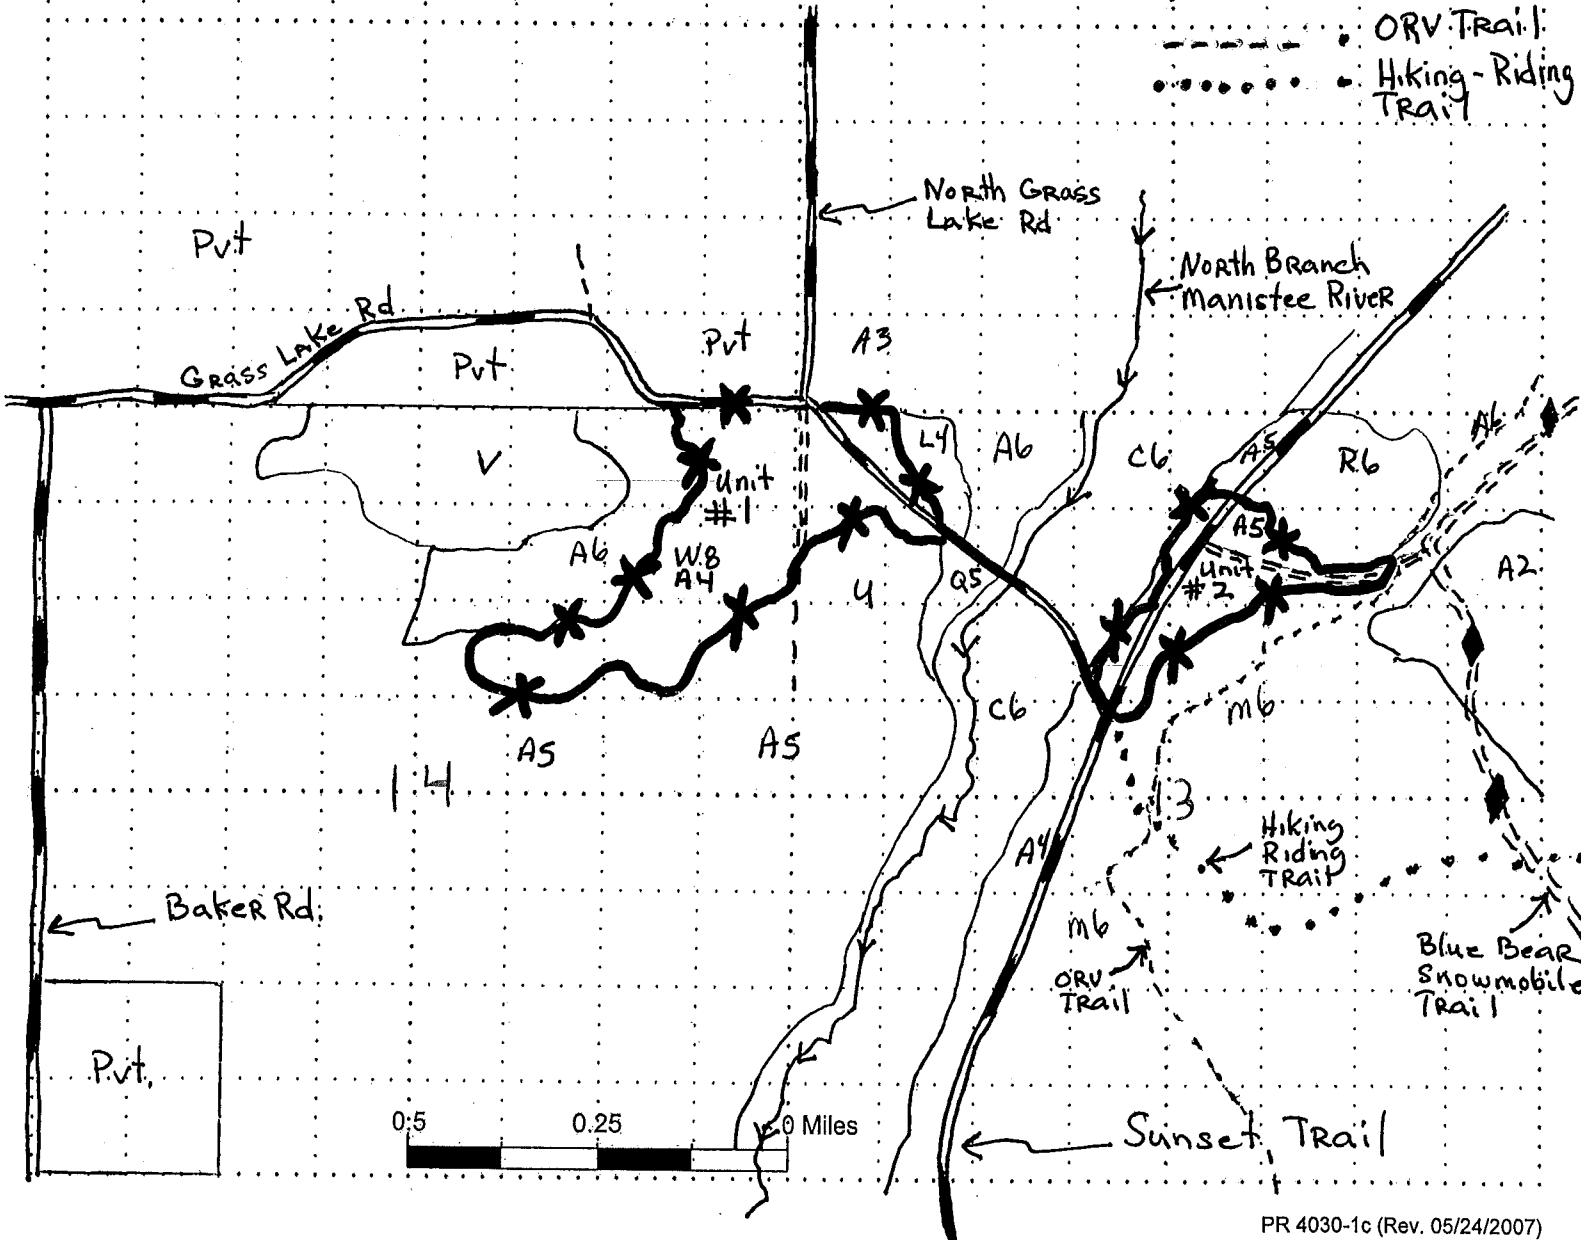 ORV Trail
Hiking-Riding
Trail
North Grass
Lake Rd
Pvt
North Branch
Manistee River
Grass Lake Rd
Pvt
Pvt
A3
V
L4
A6
C6
A5
R6
A6
Unit
#1
A6
W8
A4
4
Q5
A5
Unit
#2
A2
A5
A5
C6
M6
14
13
A4
Hiking
Riding
Trail
Baker Rd.
M6
ORV
Trail
Blue Bear
Snowmobile
Trail
Pvt.
0.5 0.25 0 Miles
Sunset Trail
PR 4030-1c (Rev. 05/24/2007)